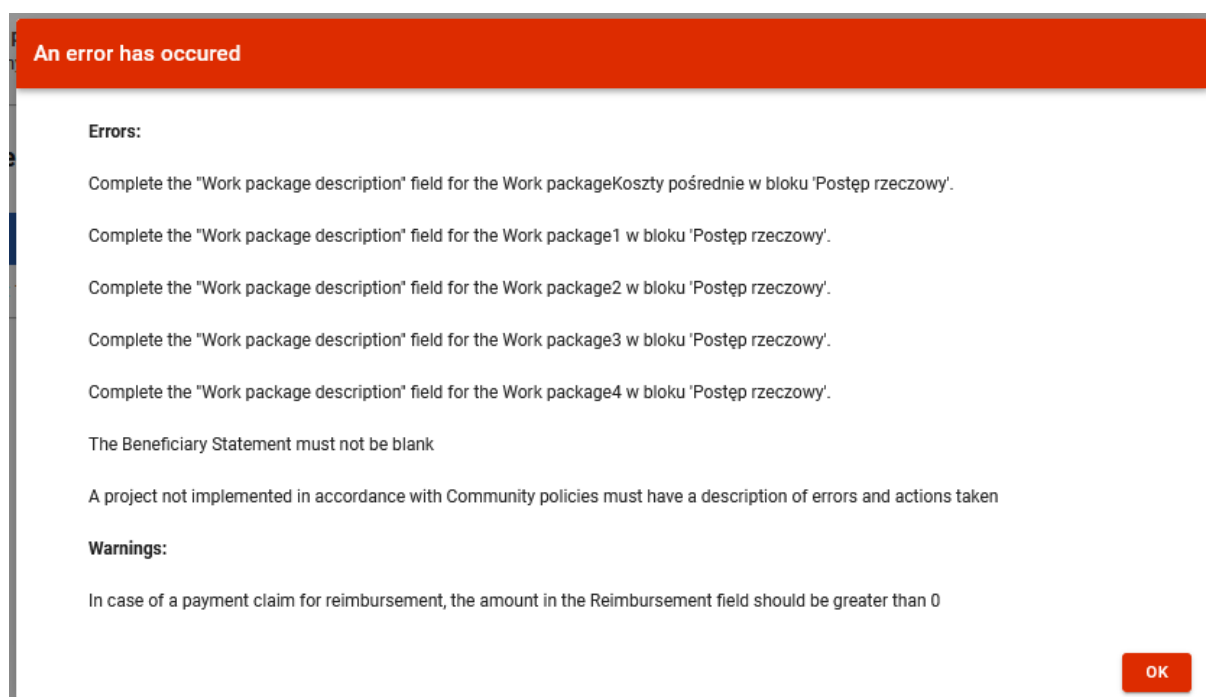 An error has occured
Errors:
Complete the "Work package description" field for the Work packageKoszty pośrednie w bloku 'Postęp rzeczowy'.
Complete the "Work package description" field for the Work package1 w bloku 'Postęp rzeczowy'.
Complete the "Work package description" field for the Work package2 w bloku 'Postęp rzeczowy'.
Complete the "Work package description" field for the Work package3 w bloku 'Postęp rzeczowy'.
Complete the "Work package description" field for the Work package4 w bloku 'Postęp rzeczowy'.
The Beneficiary Statement must not be blank
A project not implemented in accordance with Community policies must have a description of errors and actions taken
Warnings:
In case of a payment claim for reimbursement, the amount in the Reimbursement field should be greater than 0
OK